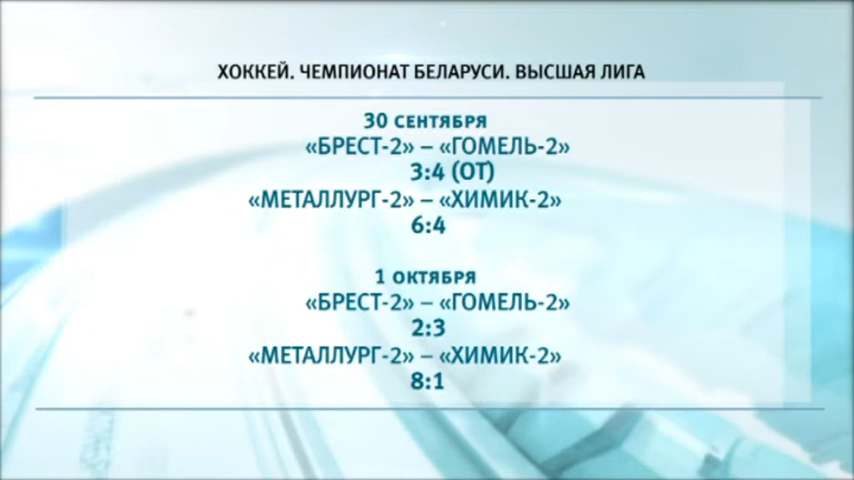 ХОККЕЙ. ЧЕМПИОНАТ БЕЛАРУСИ. ВЫСШАЯ ЛИГА
30 СЕНТЯБРЯ
«БРЕСТ-2» – «ГОМЕЛЬ-2»
3:4 (ОТ)
«МЕТАЛЛУРГ-2» – «ХИМИК-2»
6:4
1 ОКТЯБРЯ
«БРЕСТ-2» – «ГОМЕЛЬ-2»
2:3
«МЕТАЛЛУРГ-2» – «ХИМИК-2»
8:1